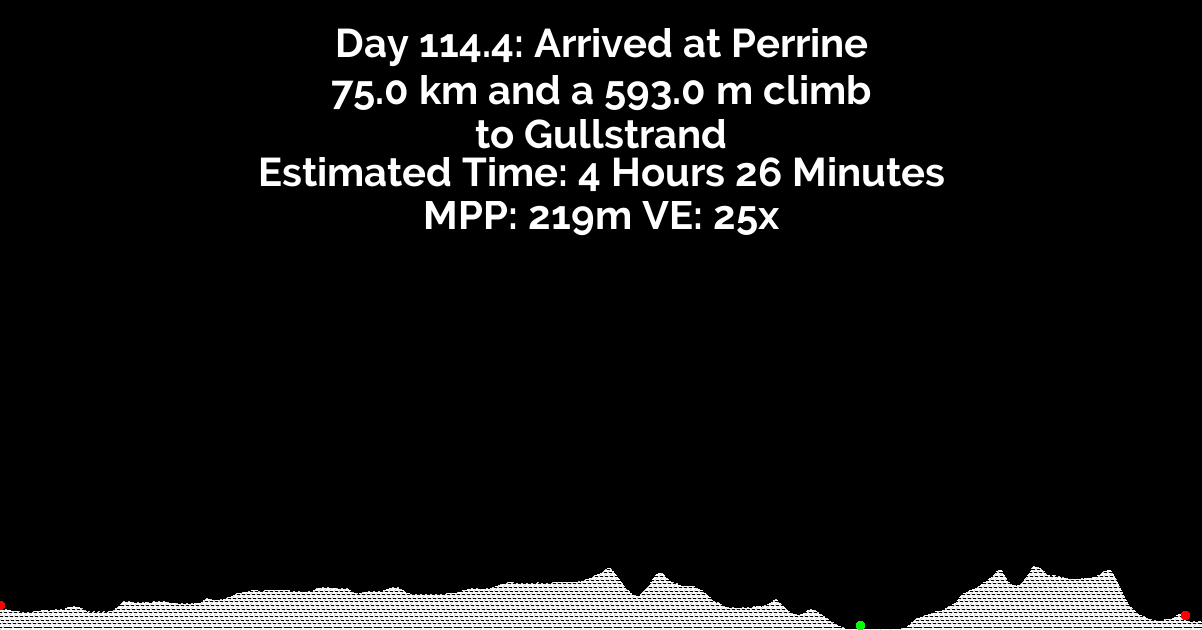 Day 114.4: Arrived at Perrine
75.0 km and a 593.0 m climb
to Gullstrand
Estimated Time: 4 Hours 26 Minutes
MPP: 219m VE: 25x